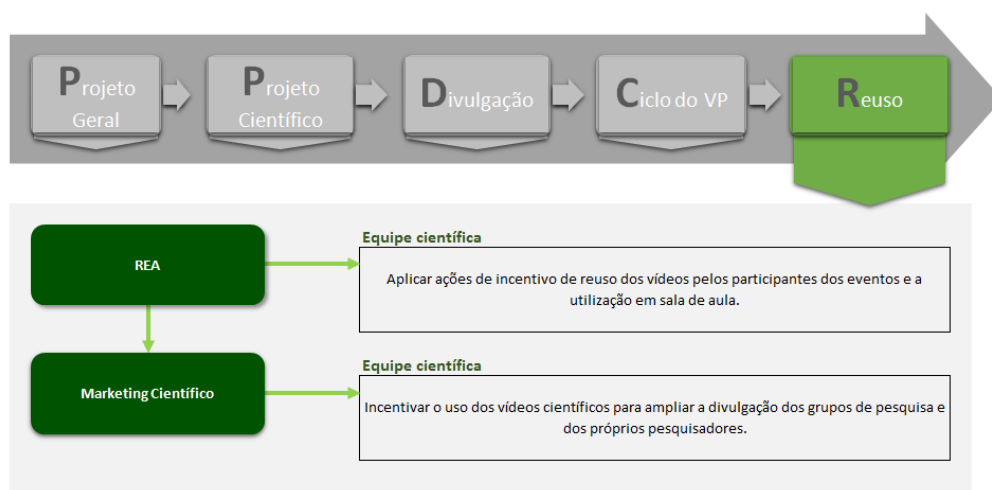 Projeto
Geral
Projeto
Científico
Divulgação
Ciclo do VP
Reuso
REA
Equipe científica
Aplicar ações de incentivo de reuso dos vídeos pelos participantes dos eventos e a
utilização em sala de aula.
Marketing Científico
Equipe científica
Incentivar o uso dos vídeos científicos para ampliar a divulgação dos grupos de pesquisa e
dos próprios pesquisadores.